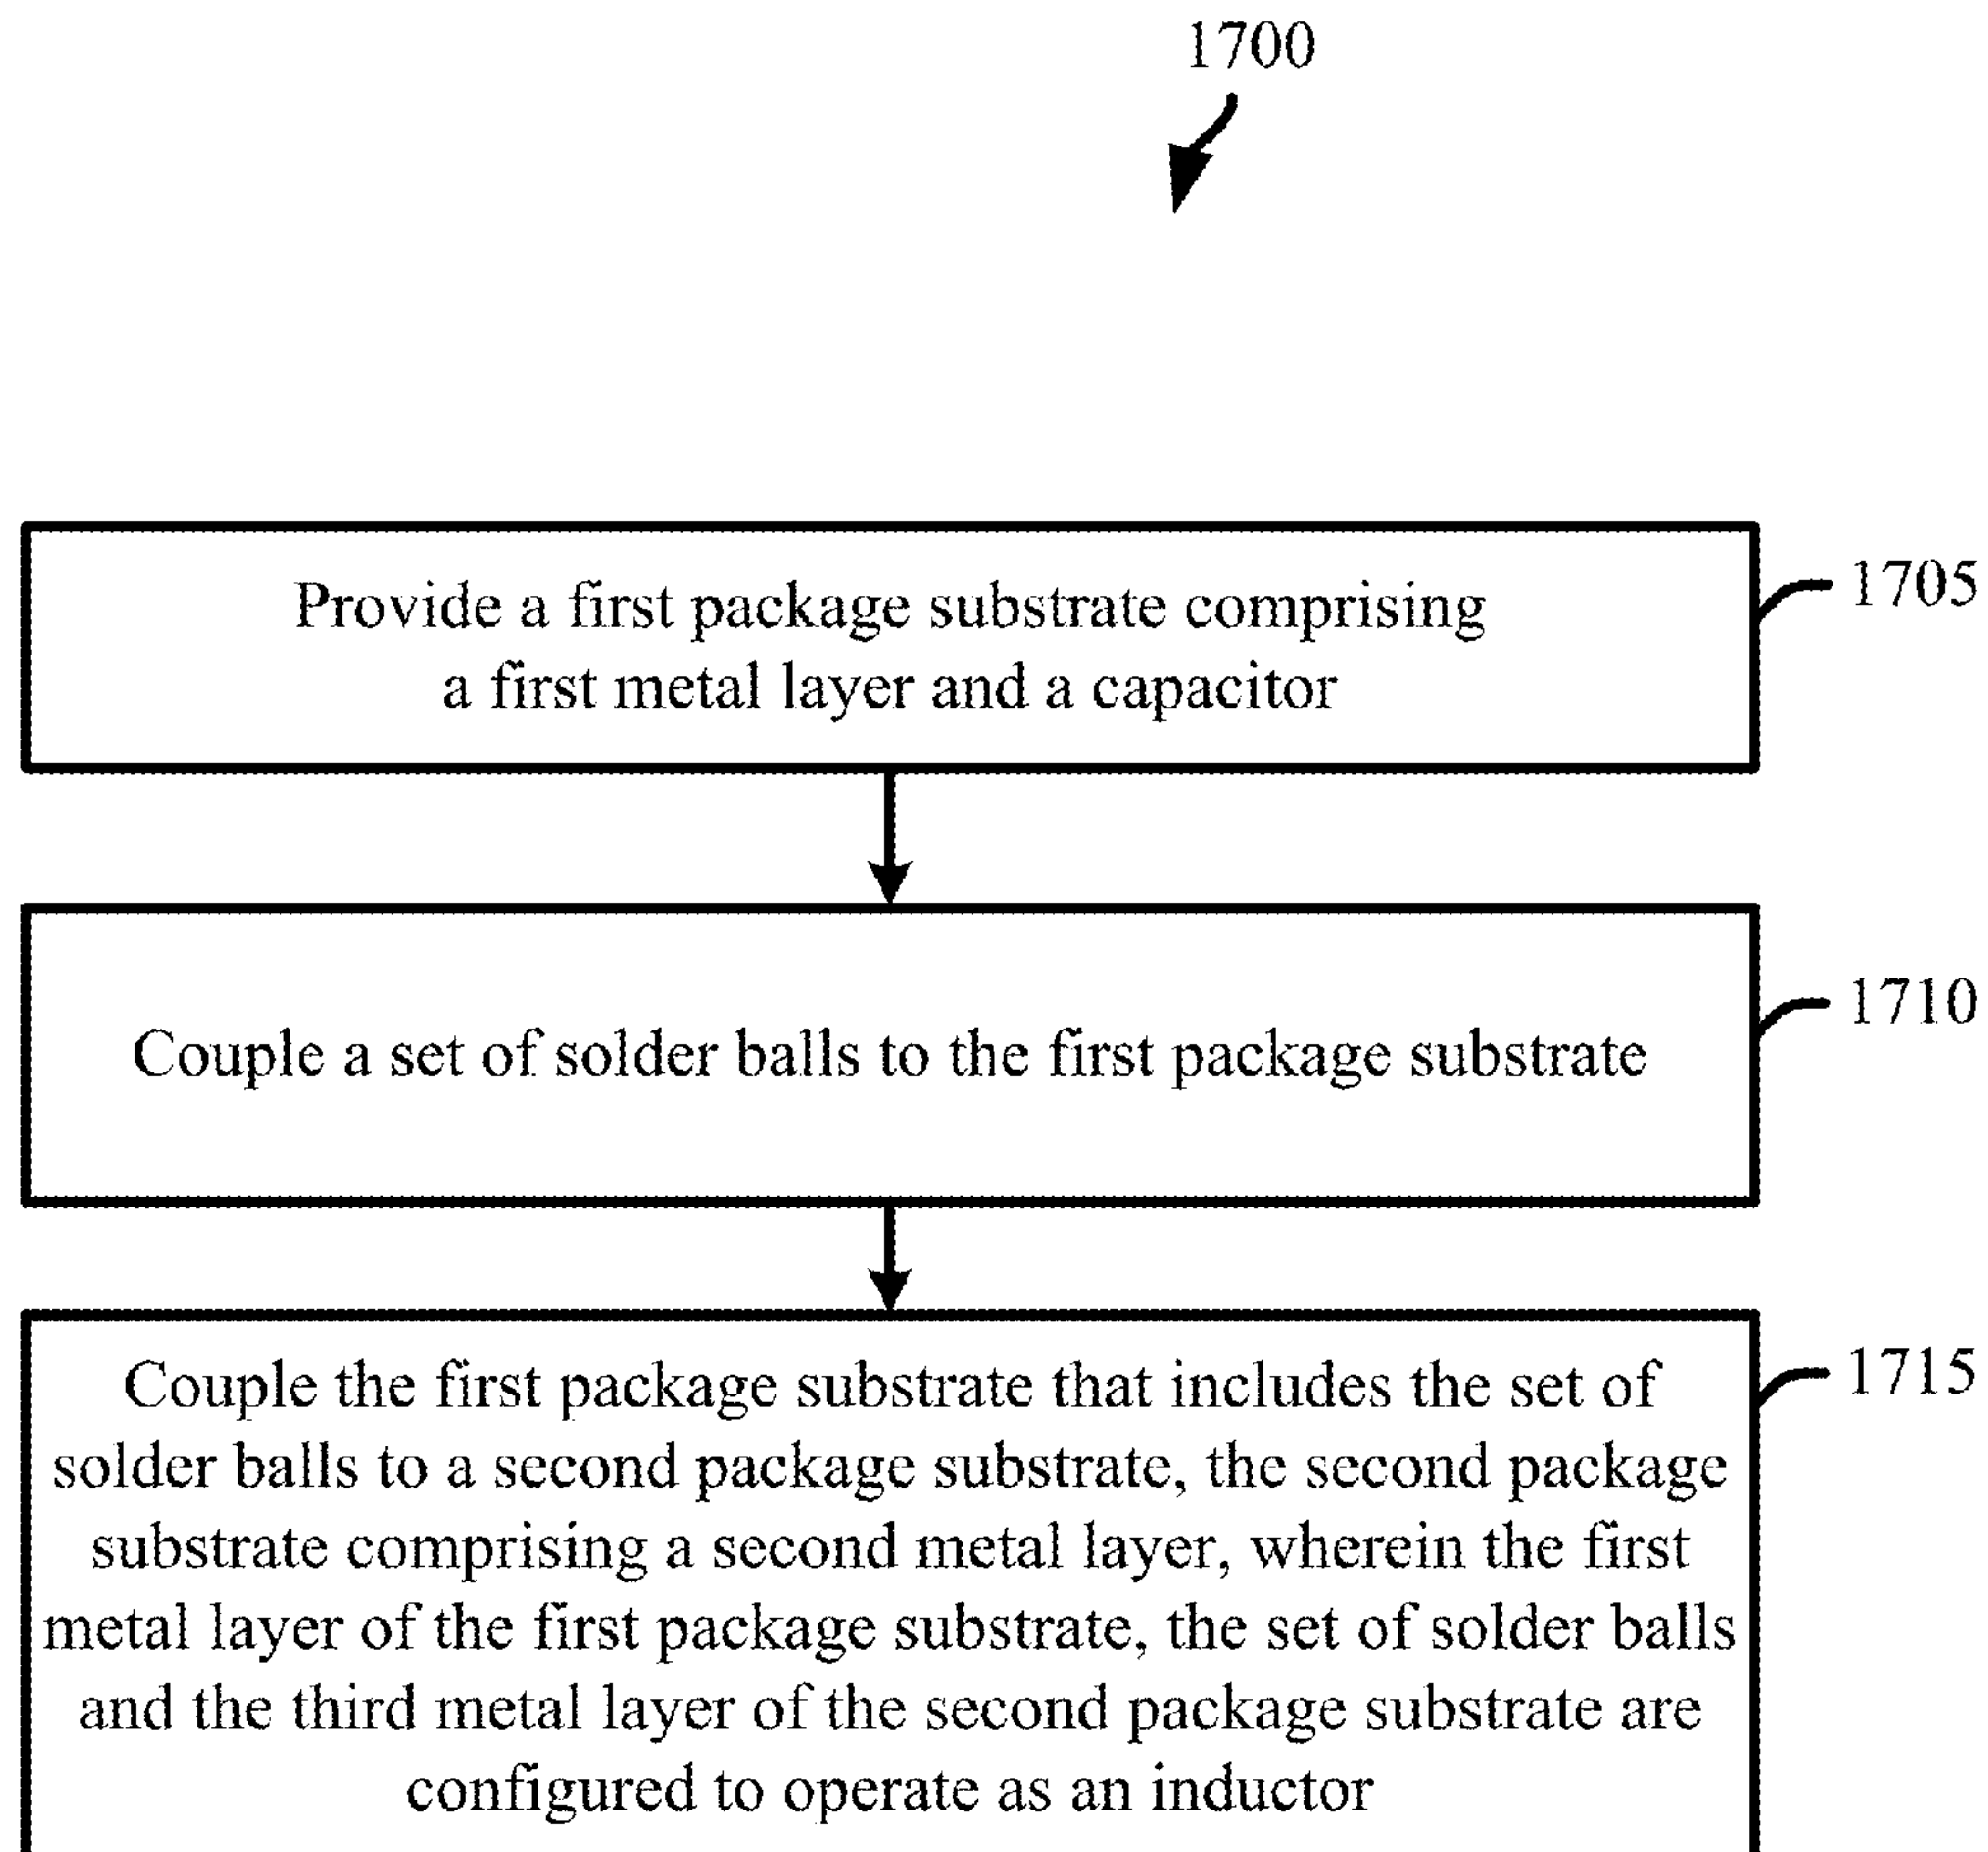 1700
Provide a first package substrate comprising
a first metal layer and a capacitor
1705
Couple a set of solder balls to the first package substrate
1710
Couple the first package substrate that includes the set of
solder balls to a second package substrate, the second package
substrate comprising a second metal layer, wherein the first
metal layer of the first package substrate, the set of solder balls
and the third metal layer of the second package substrate are
configured to operate as an inductor
1715